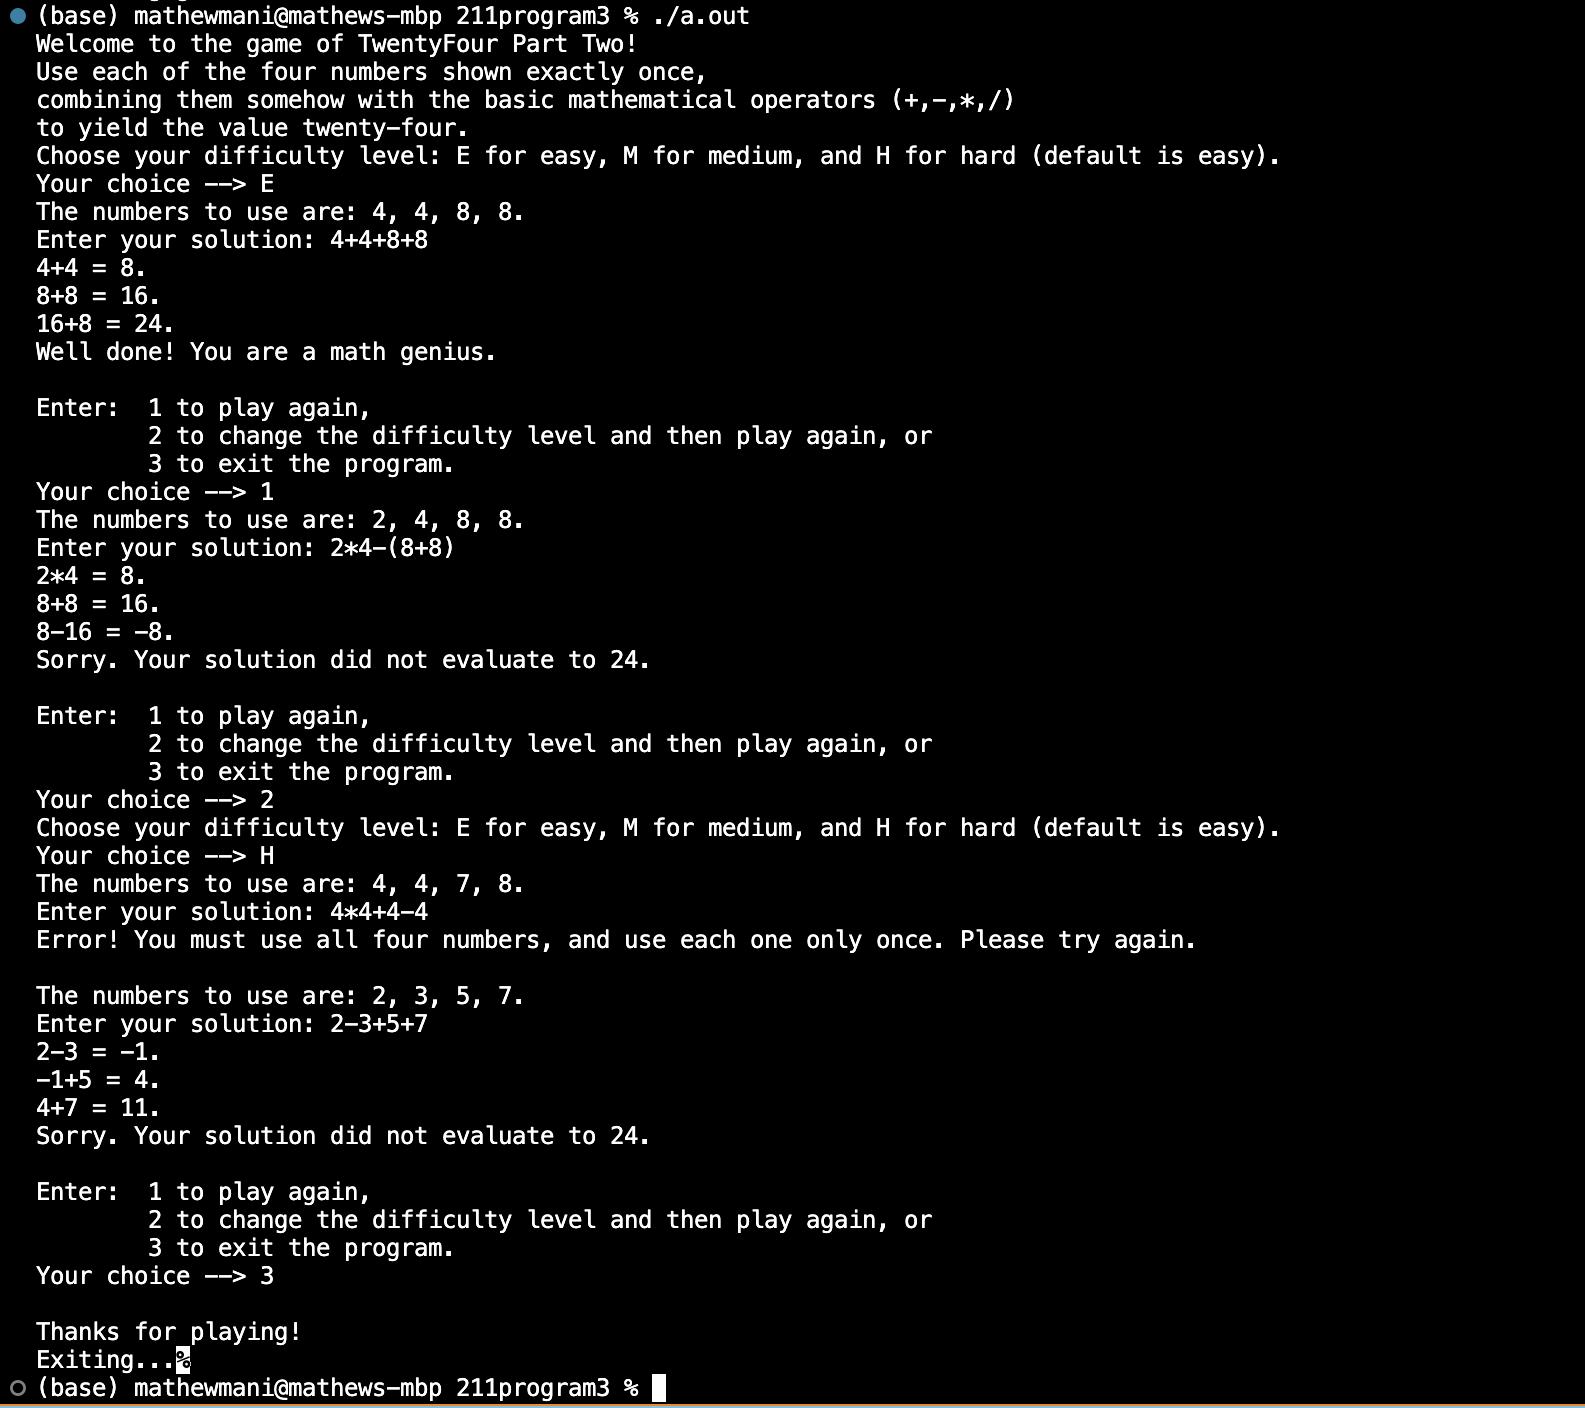 (base) mathewmani@mathews-mbp 211program3 % ./a.out
Welcome to the game of TwentyFour Part Two!
Use each of the four numbers shown exactly once,
combining them somehow with the basic mathematical operators (+,-,*,/)
to yield the value twenty-four.
Choose your difficulty level: E for easy, M for medium, and H for hard (default is easy).
Your choice --> E
The numbers to use are: 4, 4, 8, 8.
Enter your solution: 4+4+8+8
4+4 = 8.
8+8 = 16.
16+8 = 24.
Well done! You are a math genius.

Enter:  1 to play again,
        2 to change the difficulty level and then play again, or
        3 to exit the program.
Your choice --> 1
The numbers to use are: 2, 4, 8, 8.
Enter your solution: 2*4-(8+8)
2*4 = 8.
8+8 = 16.
8-16 = -8.
Sorry. Your solution did not evaluate to 24.

Enter:  1 to play again,
        2 to change the difficulty level and then play again, or
        3 to exit the program.
Your choice --> 2
Choose your difficulty level: E for easy, M for medium, and H for hard (default is easy).
Your choice --> H
The numbers to use are: 4, 4, 7, 8.
Enter your solution: 4*4+4-4
Error! You must use all four numbers, and use each one only once. Please try again.

The numbers to use are: 2, 3, 5, 7.
Enter your solution: 2-3+5+7
2-3 = -1.
-1+5 = 4.
4+7 = 11.
Sorry. Your solution did not evaluate to 24.

Enter:  1 to play again,
        2 to change the difficulty level and then play again, or
        3 to exit the program.
Your choice --> 3

Thanks for playing!
Exiting...%
(base) mathewmani@mathews-mbp 211program3 %